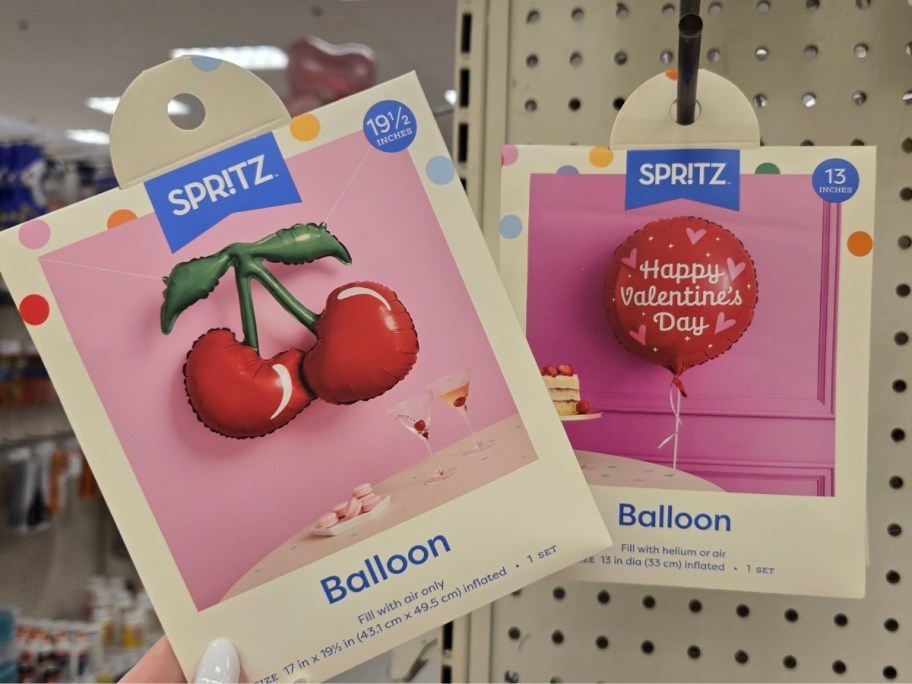 SPR!TZ™
19½
INCHES
Balloon
Fill with air only
SIZE 17 in x 19½ in (43.1 cm x 49.5 cm) inflated • 1 SET
SPR!TZ™
13
INCHES
Happy
Valentine's
Day
Balloon
Fill with helium or air
13 in dia (33 cm) inflated • 1 SET